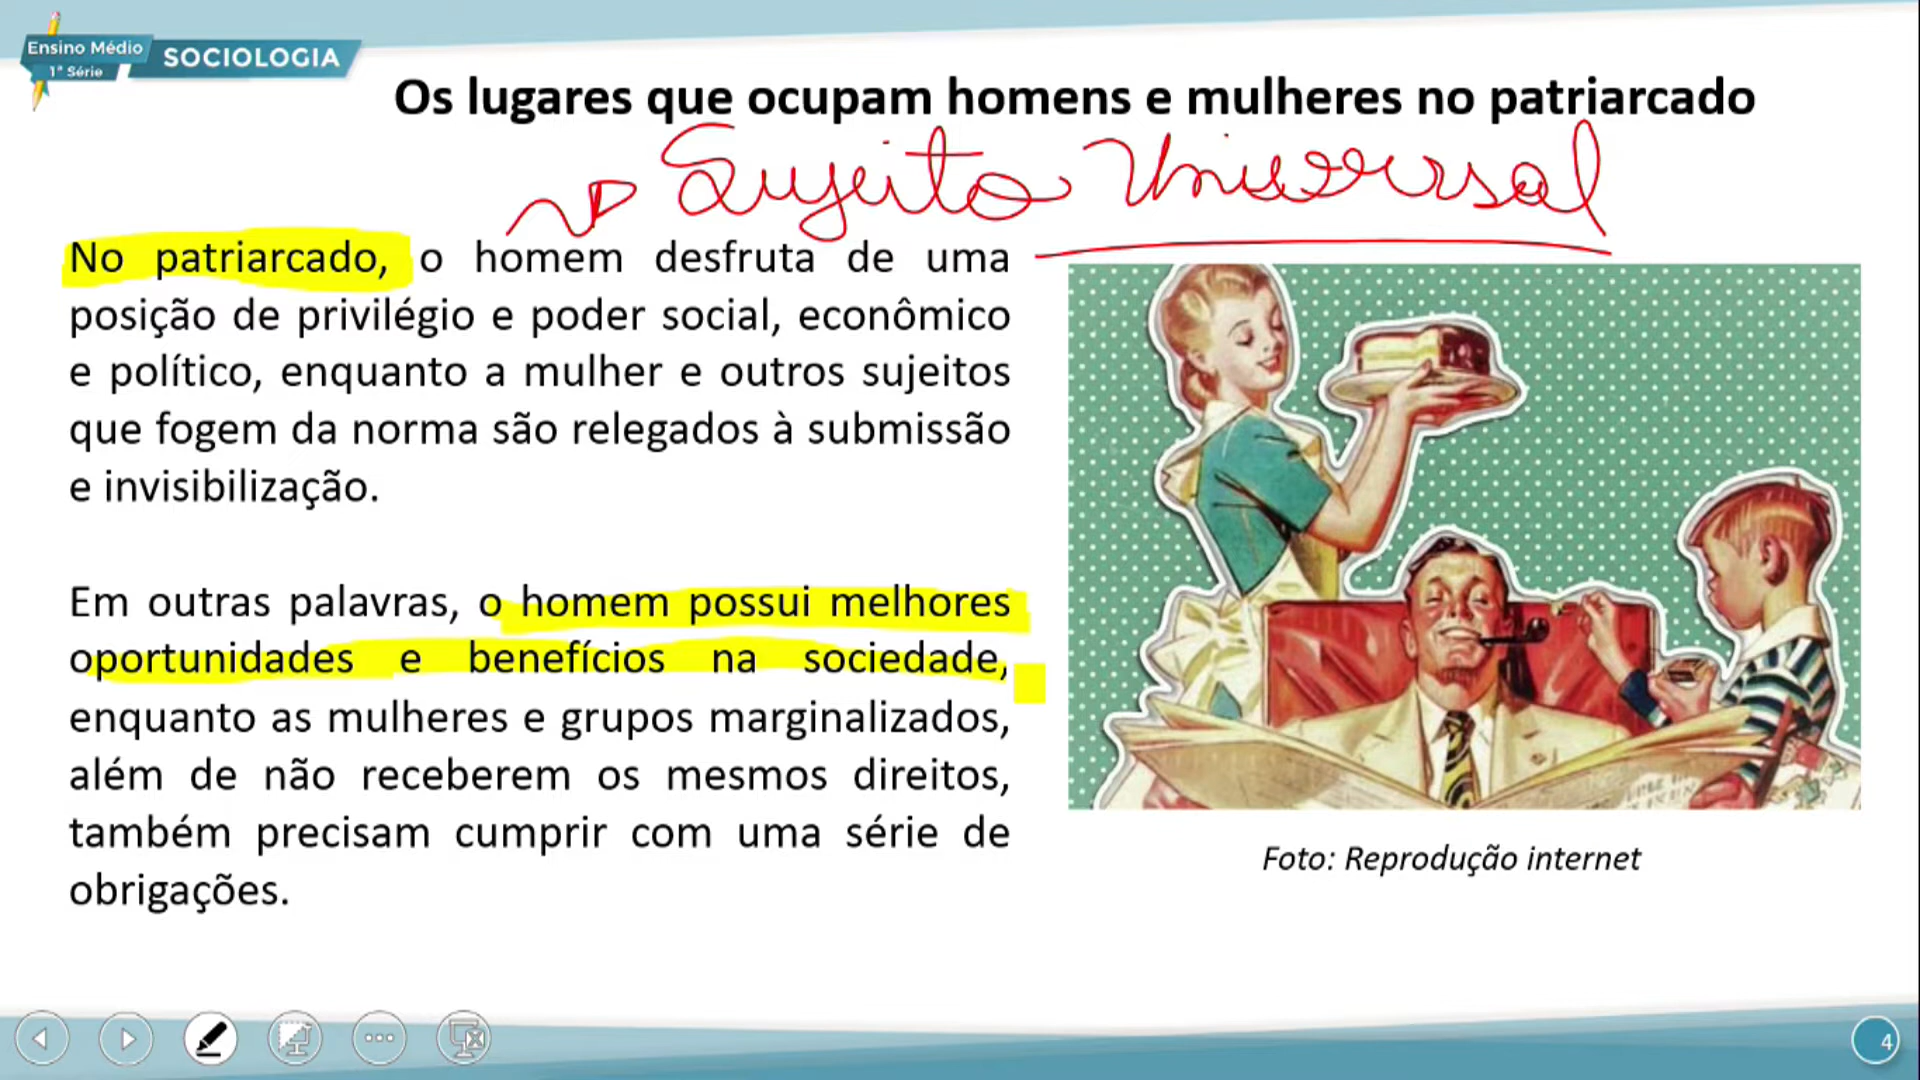 Ensino Médio
1ª Série
SOCIOLOGIA
Os lugares que ocupam homens e mulheres no patriarcado
Sujeito Universal
No patriarcado, o homem desfruta de uma
posição de privilégio e poder social, econômico
e político, enquanto a mulher e outros sujeitos
que fogem da norma são relegados à submissão
e invisibilização.
Em outras palavras, o homem possui melhores
oportunidades e benefícios na sociedade,
enquanto as mulheres e grupos marginalizados,
além de não receberem os mesmos direitos,
também precisam cumprir com uma série de
obrigações.
Foto: Reprodução internet
4